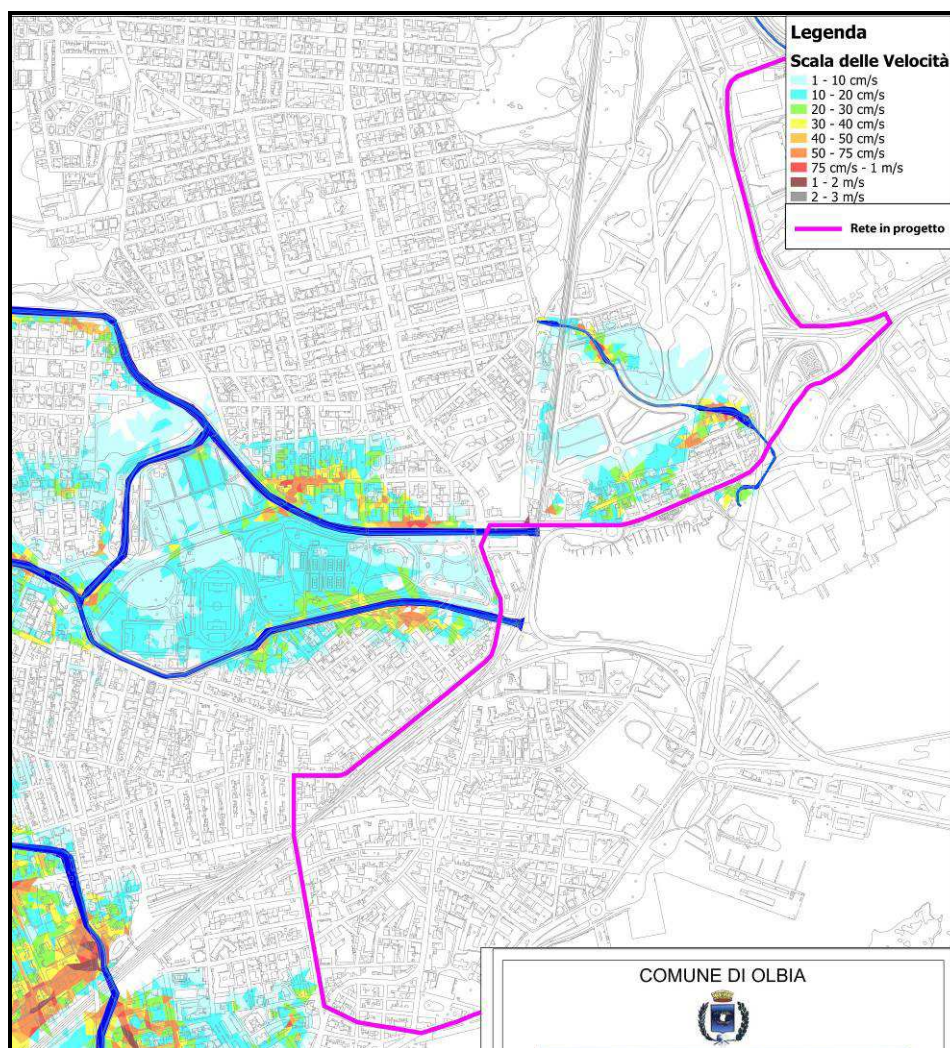 Legenda
Scala delle Velocità
1 - 10 cm/s
10 - 20 cm/s
20 - 30 cm/s
30 - 40 cm/s
40 - 50 cm/s
50 - 75 cm/s
75 cm/s - 1 m/s
1 - 2 m/s
2 - 3 m/s
Rete in progetto
COMUNE DI OLBIA